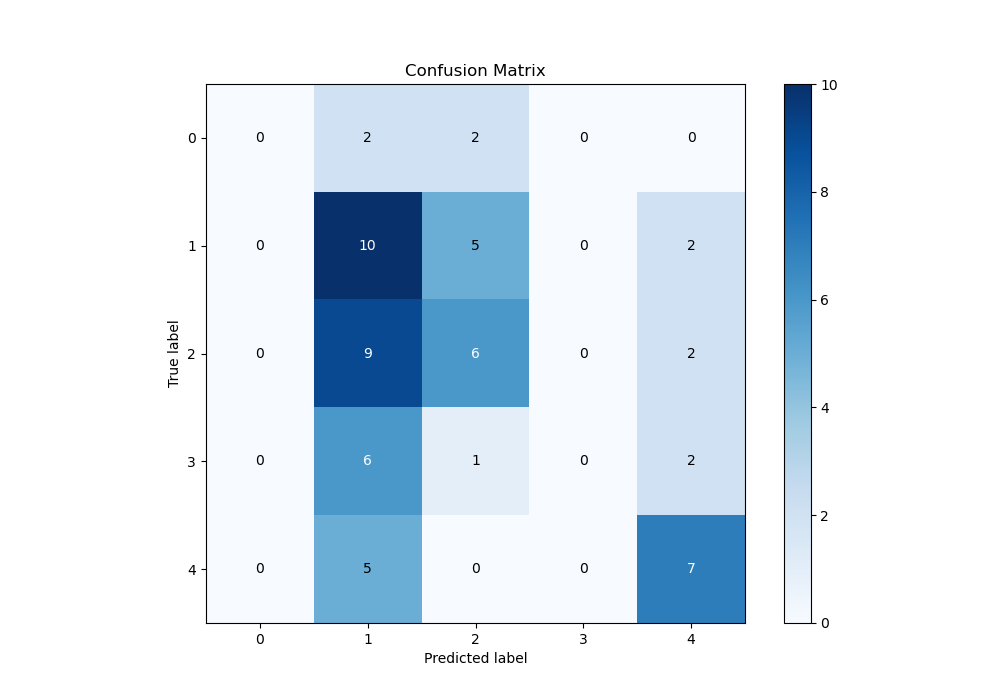 Confusion Matrix
10
0 0 2 2 0 0
8
1 0 10 5 0 2
6
True label
2 0 9 6 0 2
4
3 0 6 1 0 2
2
4 0 5 0 0 7
0
0 1 2 3 4
Predicted label